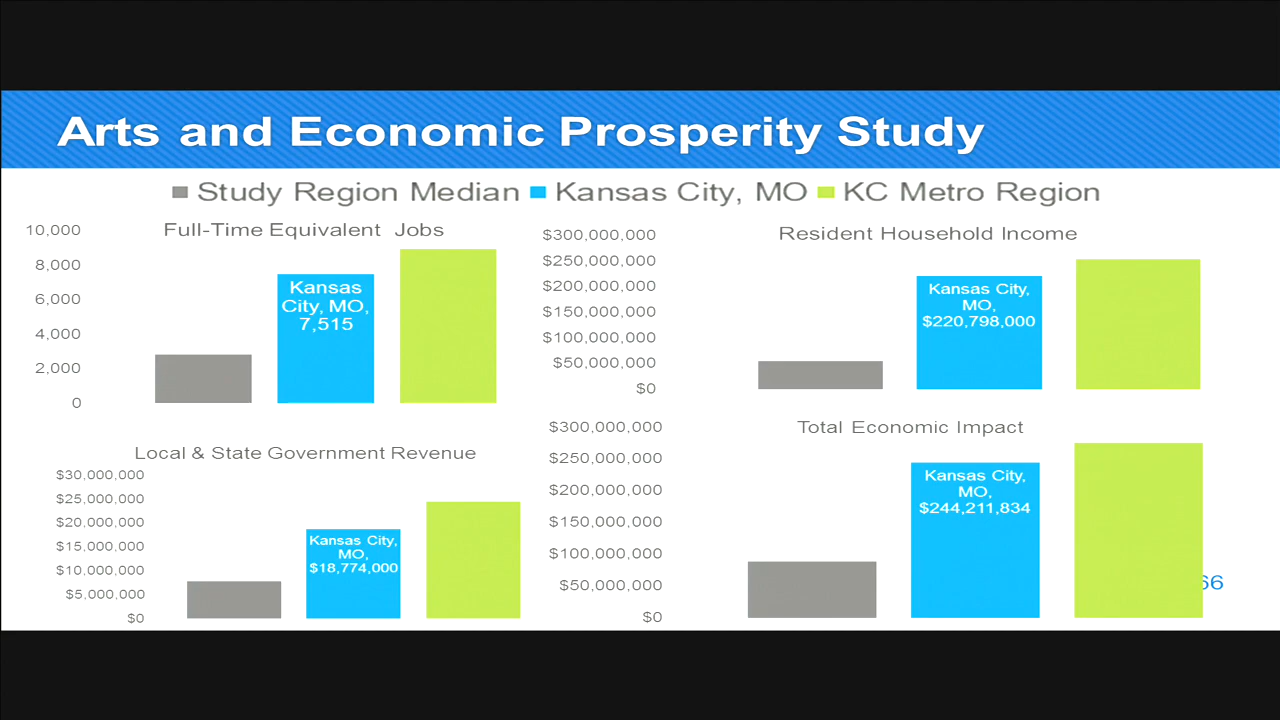 Arts and Economic Prosperity Study
Study Region Median Kansas City, MO KC Metro Region
Full-Time Equivalent Jobs
10,000
8,000
6,000
4,000
2,000
0
Kansas
City, MO,
7,515
Resident Household Income
$300,000,000
$250,000,000
$200,000,000
$150,000,000
$100,000,000
$50,000,000
$0
Kansas City,
MO,
$220,798,000
Local & State Government Revenue
$30,000,000
$25,000,000
$20,000,000
$15,000,000
$10,000,000
$5,000,000
$0
Kansas City,
MO,
$18,774,000
Total Economic Impact
$300,000,000
$250,000,000
$200,000,000
$150,000,000
$100,000,000
$50,000,000
$0
Kansas City,
MO,
$244,211,834
66